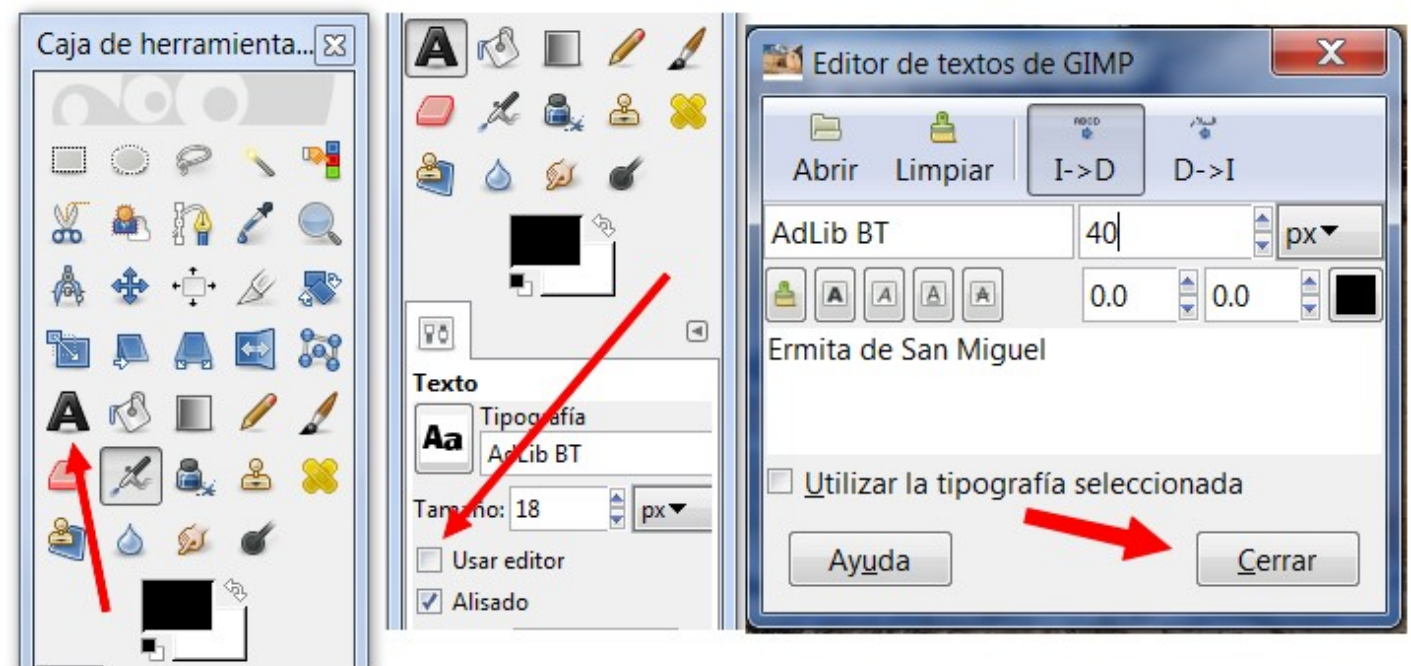 Caja de herramienta...
Texto
Aa
Tipografía
AdLib BT
Tamaño: 18 px
Usar editor
Alisado
Editor de textos de GIMP
Abrir Limpiar I->D D->I
AdLib BT 40 px
0.0 0.0
Ermita de San Miguel
Utilizar la tipografía seleccionada
Ayuda Cerrar